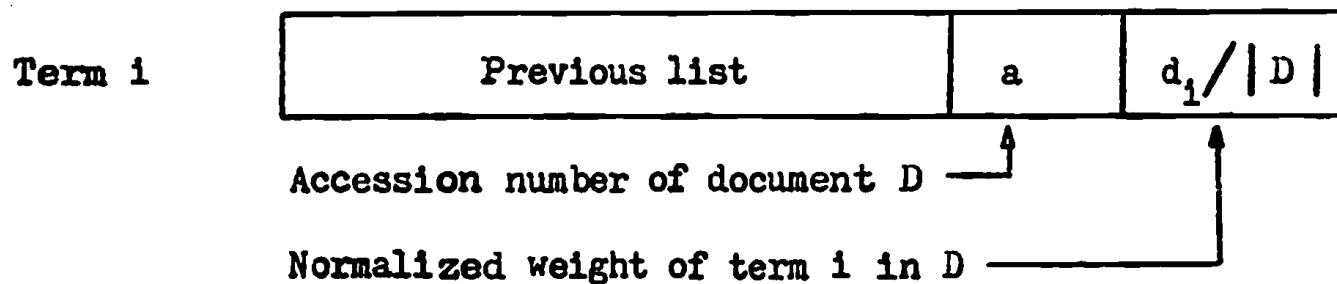 Term i Previous list a d_i/|D|
Accession number of document D
Normalized weight of term i in D